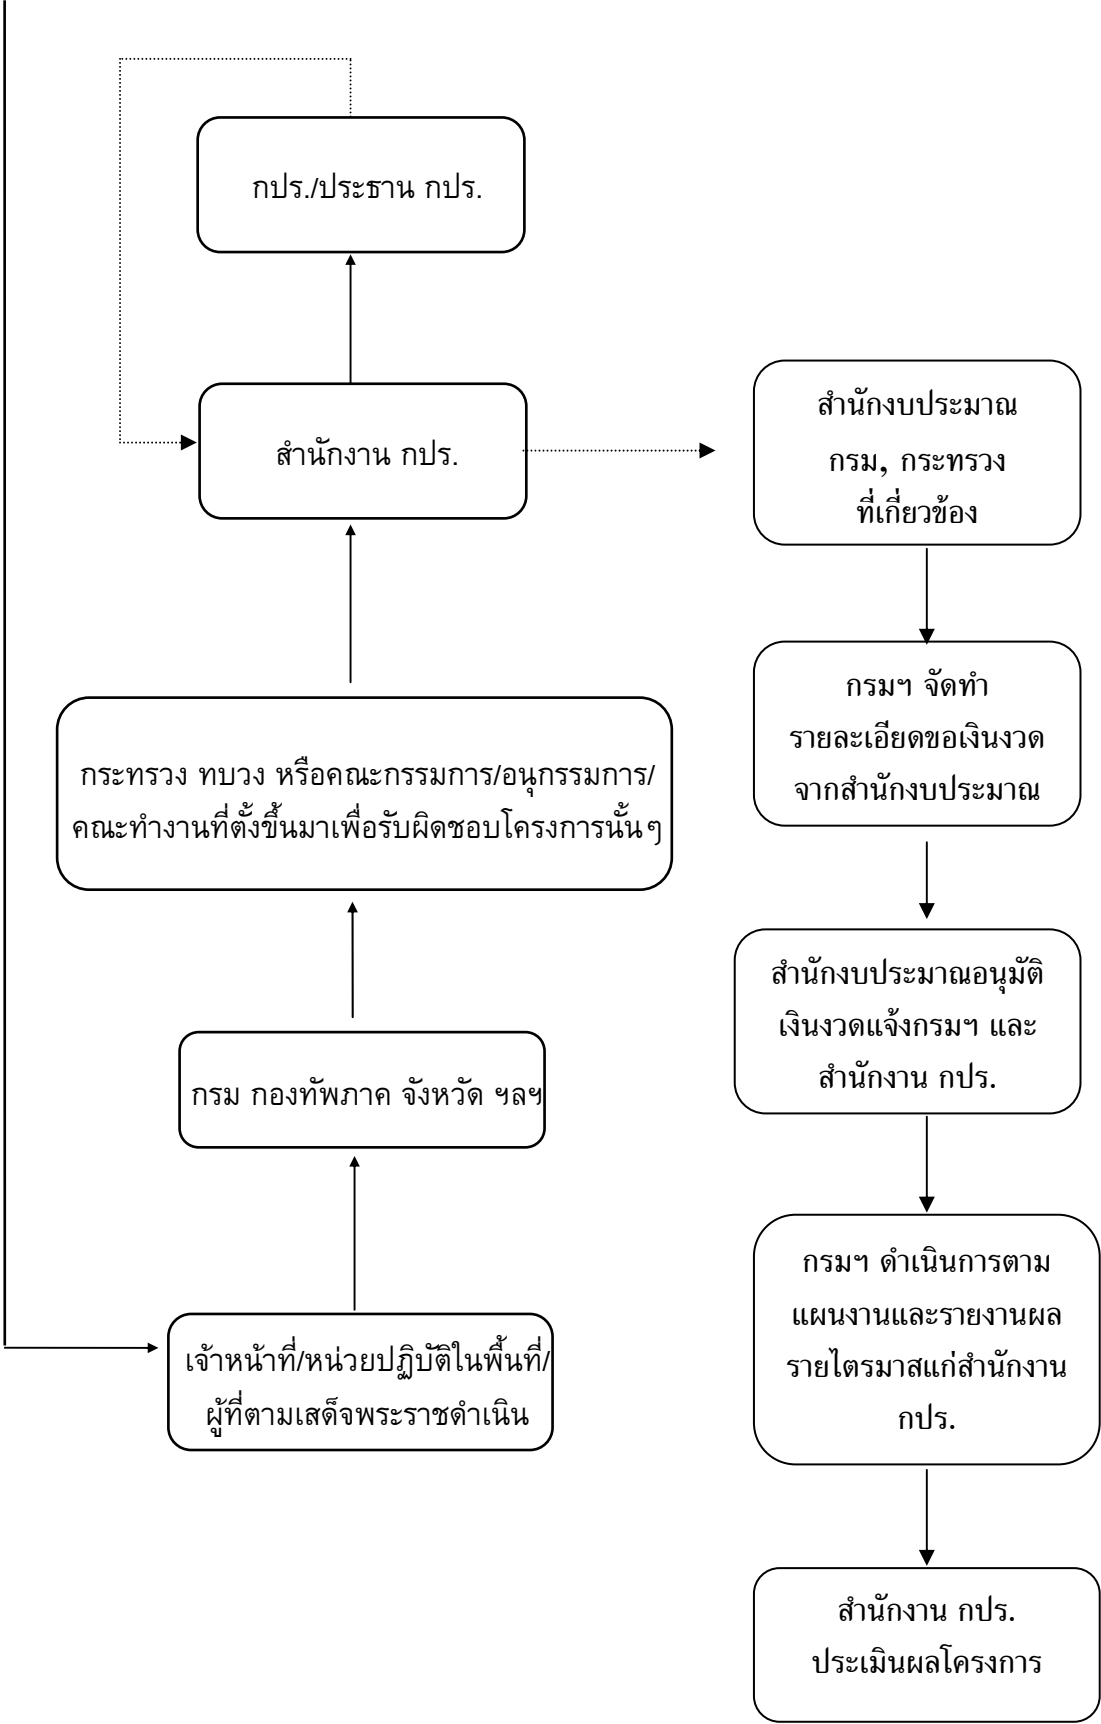 กปร./ประธาน กปร.
สำนักงาน กปร.
กระทรวง ทบวง หรือคณะกรรมการ/อนุกรรมการ/
คณะทำงานที่ตั้งขึ้นมาเพื่อรับผิดชอบโครงการนั้นๆ
กรม กองทัพภาค จังหวัด ฯลฯ
เจ้าหน้าที่/หน่วยปฏิบัติในพื้นที่/
ผู้ที่ตามเสด็จพระราชดำเนิน
สำนักงบประมาณ
กรม, กระทรวง
ที่เกี่ยวข้อง
กรมฯ จัดทำ
รายละเอียดขอเงินงวด
จากสำนักงบประมาณ
สำนักงบประมาณอนุมัติ
เงินงวดแจ้งกรมฯ และ
สำนักงาน กปร.
กรมฯ ดำเนินการตาม
แผนงานและรายงานผล
รายไตรมาสแก่สำนักงาน
กปร.
สำนักงาน กปร.
ประเมินผลโครงการ